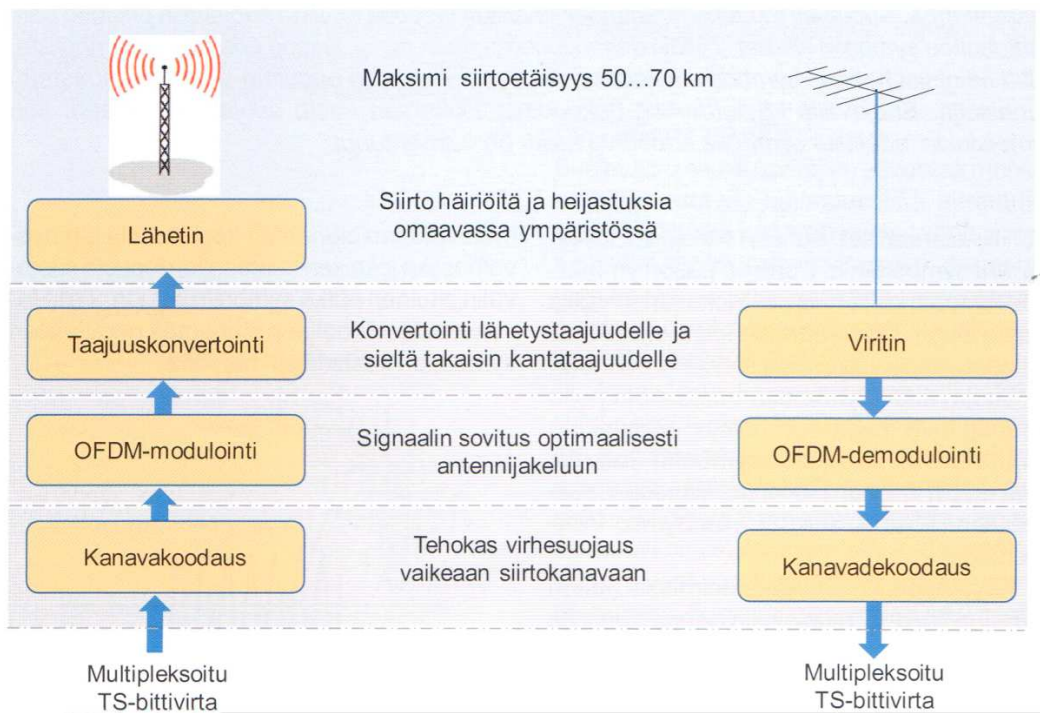 Maksimi siirtoetäisyys 50....70 km
Siirto häiriöitä ja heijastuksia
omaavassa ympäristössä
Lähetin
Taajuuskonvertointi
Konvertointi lähetystaajuudelle ja
sieltä takaisin kantataajuudelle
Viritin
OFDM-modulointi
Signaalin sovitus optimaalisesti
antennijakeluun
OFDM-demodulointi
Kanavakoodaus
Tehokas virhesuojaus
vaikeaan siirtokanavaan
Kanavadekoodaus
Multipleksoitu
TS-bittivirta
Multipleksoitu
TS-bittivirta